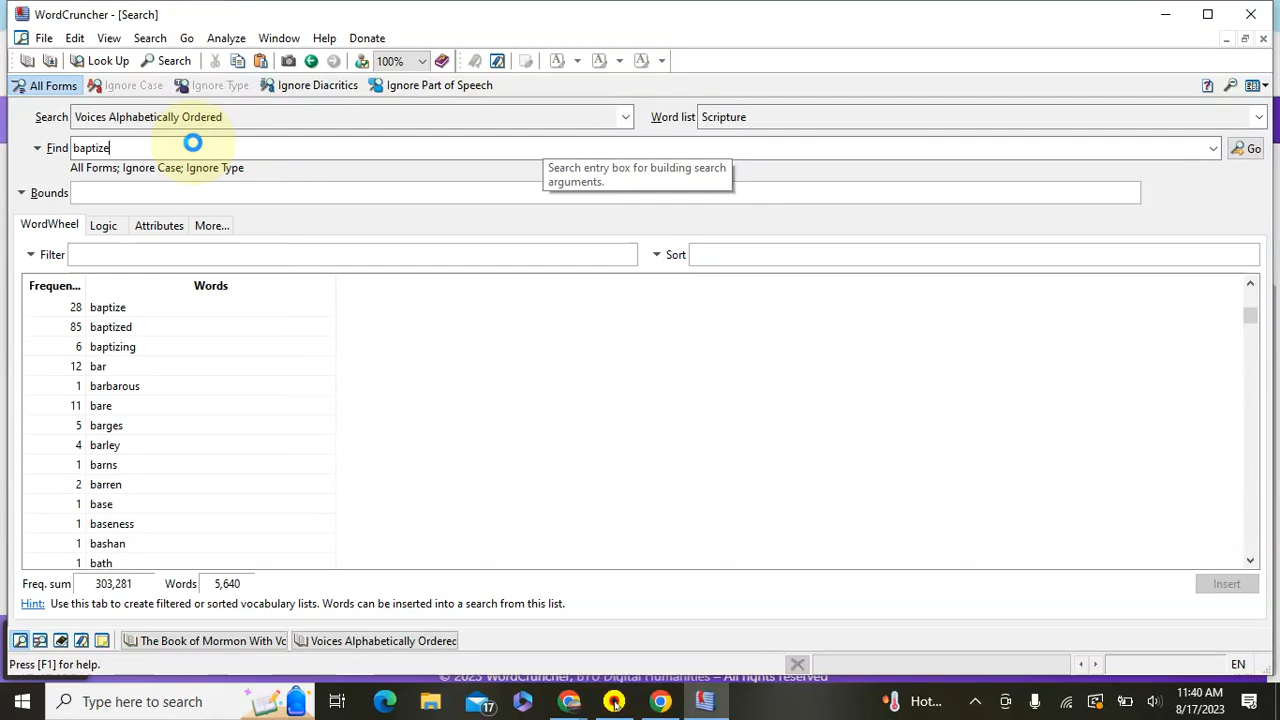 WordCruncher - [Search]
File Edit View Search Go Analyze Window Help Donate
Look Up Search 100%
All Forms Ignore Case Ignore Type Ignore Diacritics Ignore Part of Speech
Search Voices Alphabetically Ordered Word list Scripture
Find baptize Go
All Forms; Ignore Case; Ignore Type
Search entry box for building search
arguments.
Bounds
WordWheel Logic Attributes More...
Filter Sort
Frequen... Words
28 baptize
85 baptized
6 baptizing
12 bar
1 barbarous
11 bare
5 barges
4 barley
1 barns
2 barren
1 base
1 baseness
1 bashan
1 bath
Freq. sum 303,281 Words 5,640 Insert
Hint: Use this tab to create filtered or sorted vocabulary lists. Words can be inserted into a search from this list.
The Book of Mormon With Vo Voices Alphabetically Ordered
Press [F1] for help. EN
© 2023 WordCruncher, BYU Digital Humanities – All rights reserved
Type here to search 17 Hot... 11:40 AM
8/17/2023